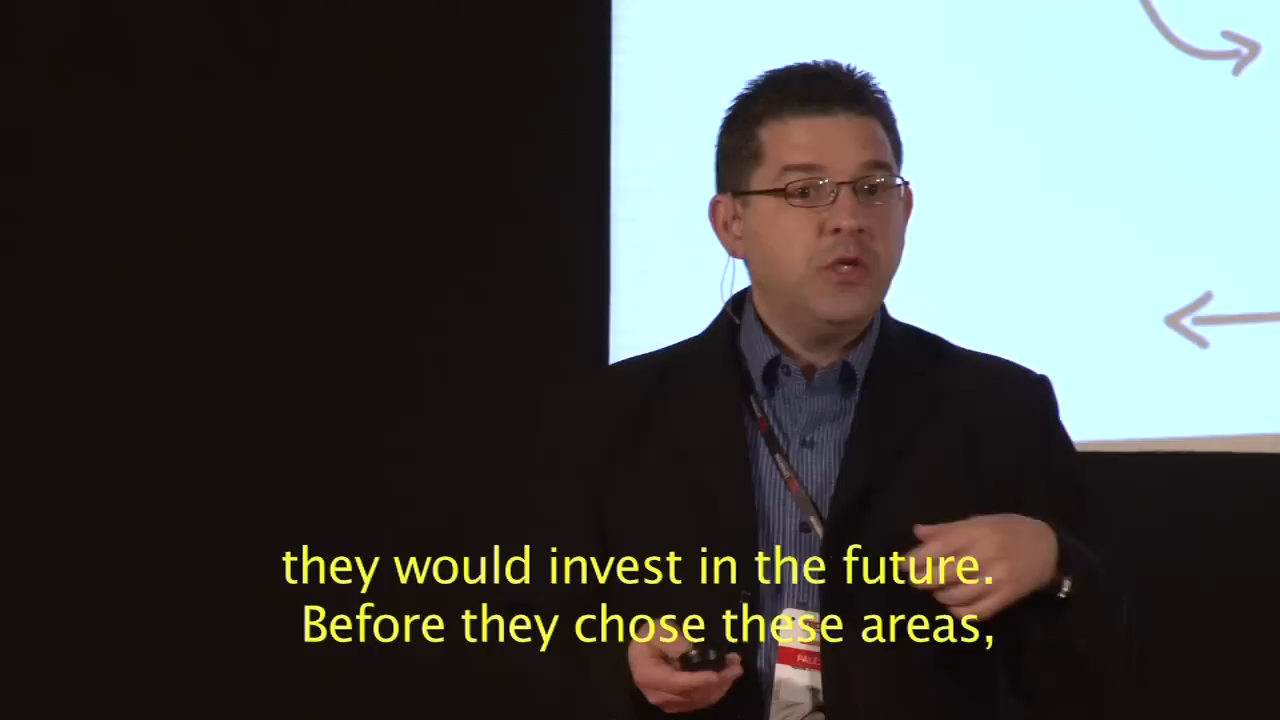 they would invest in the future.
Before they chose these areas,